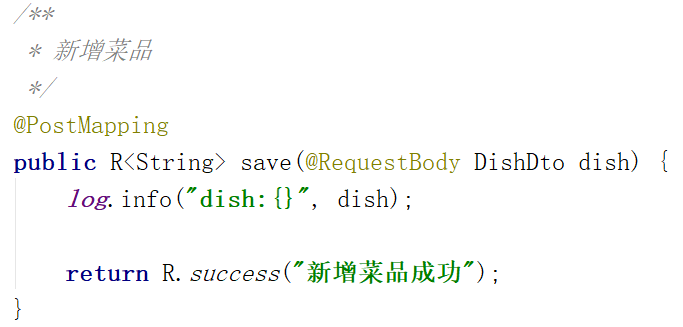 /**
 * 新增菜品
 */
@PostMapping
public R<String> save(@RequestBody DishDto dish) {
    log.info("dish:{}", dish);
    return R.success("新增菜品成功");
}